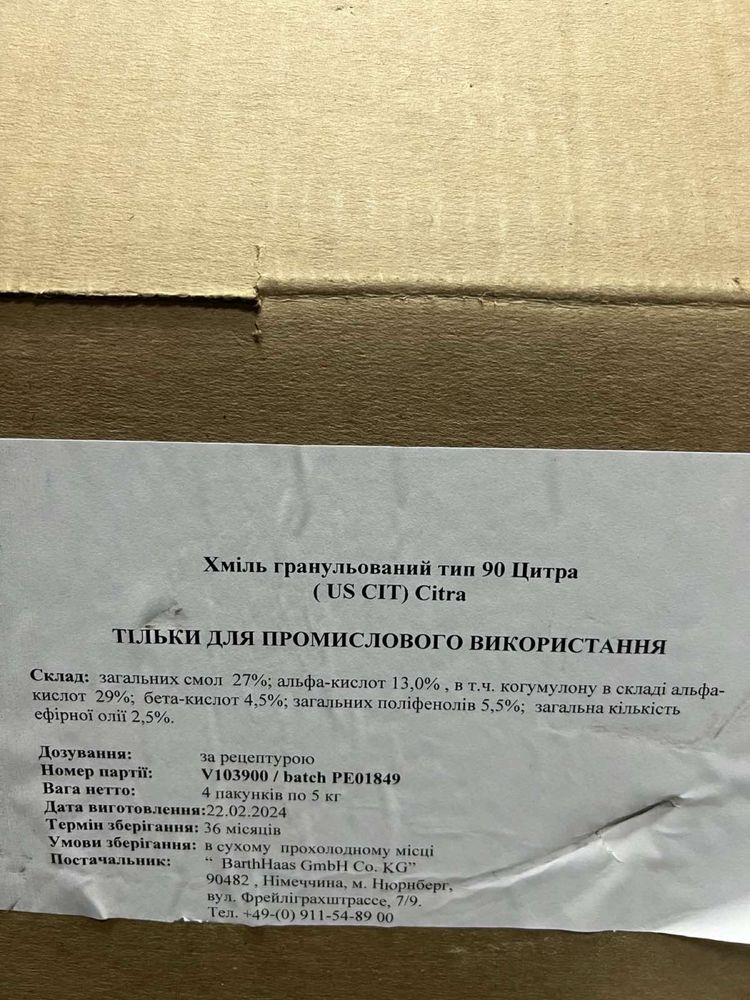 Хміль гранульований тип 90 Цитра
( US CIT) Citra
ТІЛЬКИ ДЛЯ ПРОМИСЛОВОГО ВИКОРИСТАННЯ
Склад: загальних смол 27%; альфа-кислот 13,0% , в т.ч. когумулону в складі альфа-
кислот 29%; бета-кислот 4,5%; загальних поліфенолів 5,5%; загальна кількість
ефірної олії 2,5%.
Дозування: за рецептурою
Номер партії: V103900 / batch PE01849
Вага нетто: 4 пакунків по 5 кг
Дата виготовлення:22.02.2024
Термін зберігання: 36 місяців
Умови зберігання: в сухому прохолодному місці
Постачальник: “ BarthHaas GmbH Co. KG”
90482 , Німеччина, м. Нюрнберг,
вул. Фрейліграхштрассе, 7/9.
Тел. +49-(0) 911-54-89 00